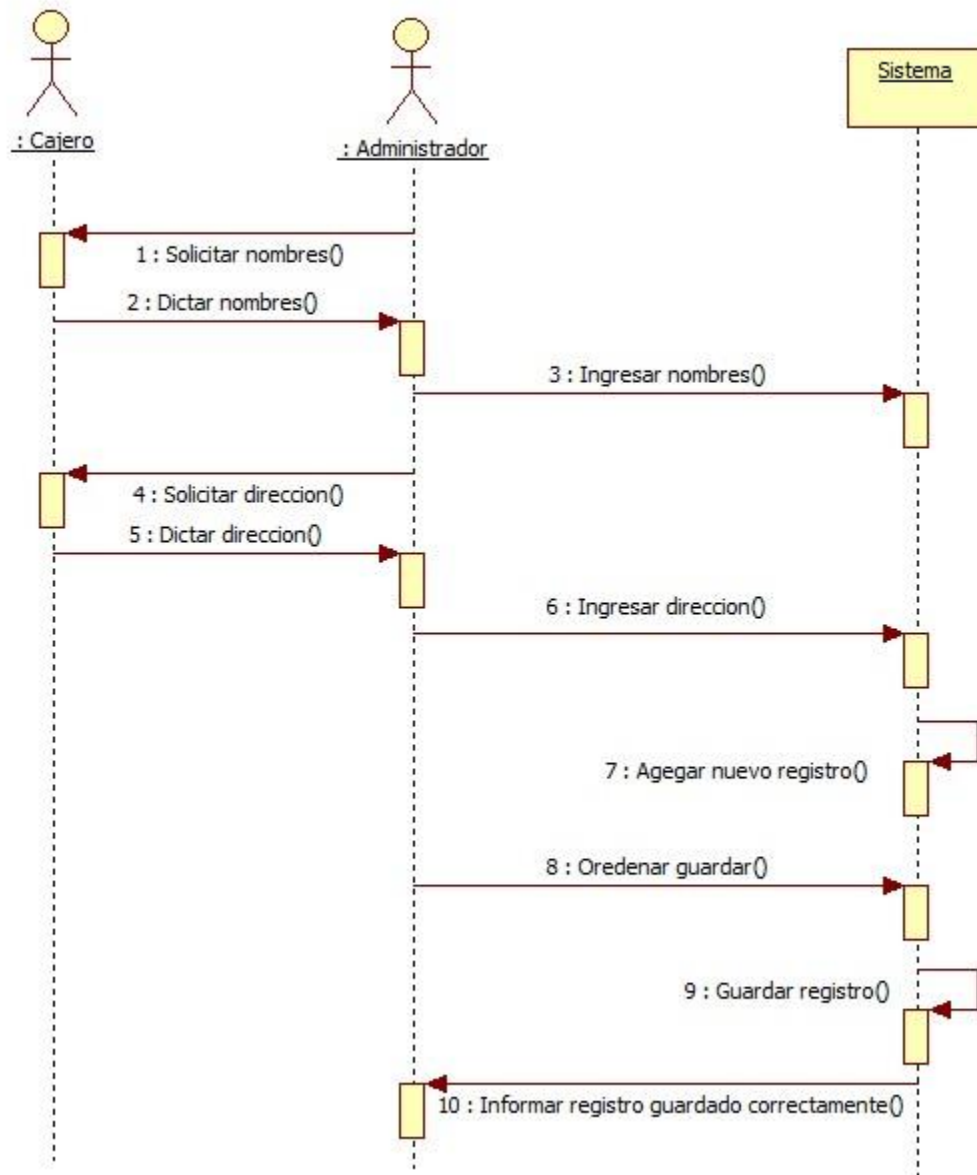 : Cajero
: Administrador
Sistema
1 : Solicitar nombres()
2 : Dictar nombres()
3 : Ingresar nombres()
4 : Solicitar direccion()
5 : Dictar direccion()
6 : Ingresar direccion()
7 : Agegar nuevo registro()
8 : Oredenar guardar()
9 : Guardar registro()
10 : Informar registro guardado correctamente()